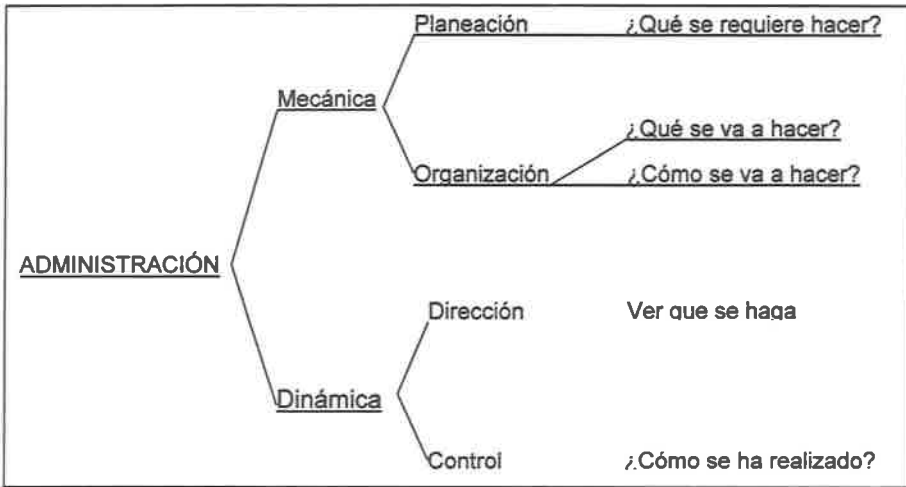 Planeación ¿Qué se requiere hacer?
Mecánica
¿Qué se va a hacer?
Organización ¿Cómo se va a hacer?
ADMINISTRACIÓN
Dirección Ver que se haga
Dinámica
Control ¿Cómo se ha realizado?